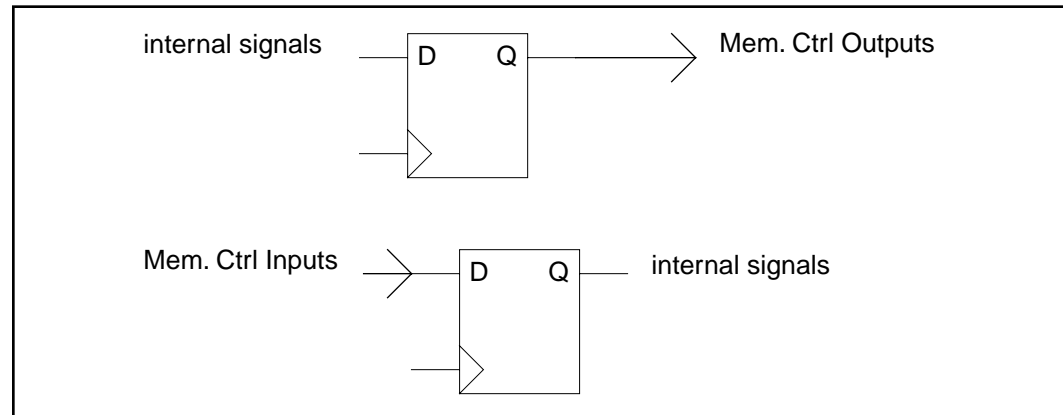 internal signals
D Q
Mem. Ctrl Outputs
Mem. Ctrl Inputs
D Q
internal signals